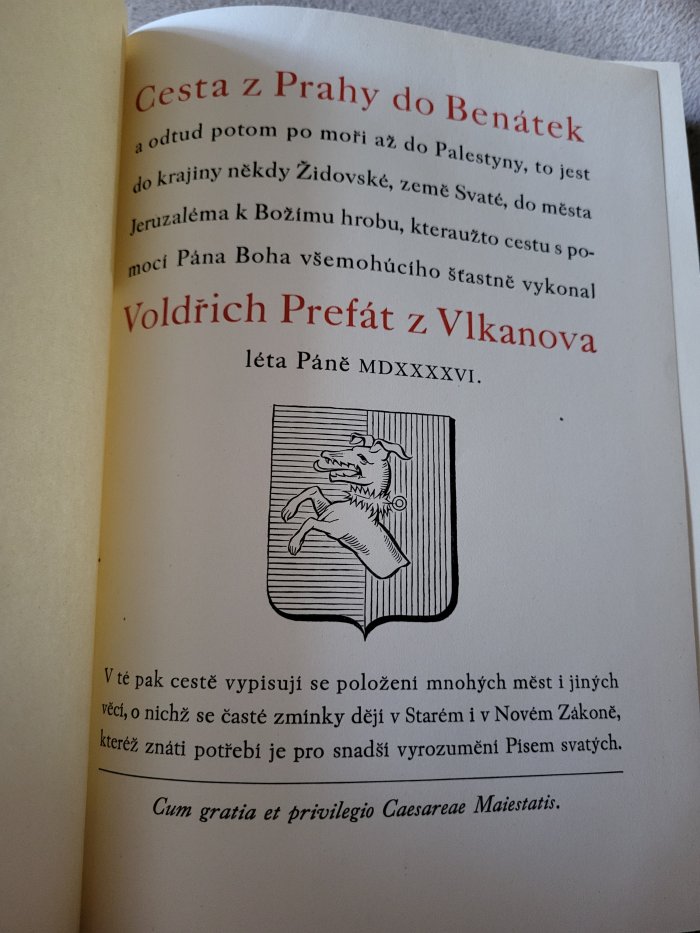 Cesta z Prahy do Benátek
a odtud potom po moři až do Palestyny, to jest
do krajiny někdy Židovské, země Svaté, do města
Jeruzaléma k Božímu hrobu, kteraužto cestu s po-
mocí Pána Boha všemohúcího šťastně vykonal
Voldřich Prefát z Vlkanova
léta Páně MDXXXXVI.
V té pak cestě vypisují se položení mnohých měst i jiných
věcí, o nichž se časté zmínky dějí v Starém i v Novém Zákoně,
kteréž znáti potřebí je pro snadší vyrozumění Písem svatých.
Cum gratia et privilegio Caesareae Maiestatis.